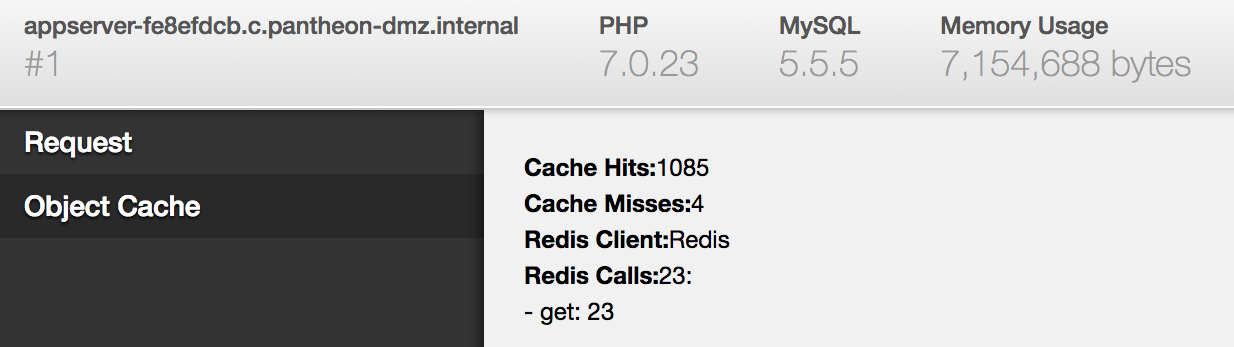 appserver-fe8efdcb.c.pantheon-dmz.internal
#1
PHP
7.0.23
MySQL
5.5.5
Memory Usage
7,154,688 bytes
Request
Object Cache
Cache Hits:1085
Cache Misses:4
Redis Client:Redis
Redis Calls:23:
- get: 23